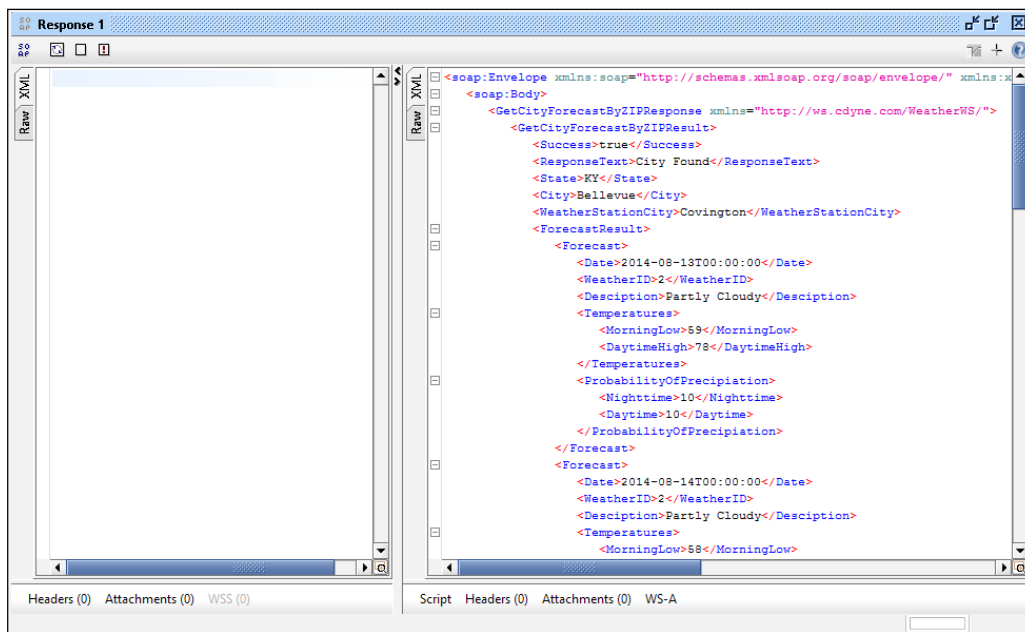 SO AP Response 1
SO AP
XML
Raw
XML
Raw
<soap:Envelope xmlns:soap="http://schemas.xmlsoap.org/soap/envelope/" xmlns:x
<soap:Body>
<GetCityForecastByZIPResponse xmlns="http://ws.cdyne.com/WeatherWS/">
<GetCityForecastByZIPResult>
<Success>true</Success>
<ResponseText>City Found</ResponseText>
<State>KY</State>
<City>Bellevue</City>
<WeatherStationCity>Covington</WeatherStationCity>
<ForecastResult>
<Forecast>
<Date>2014-08-13T00:00:00</Date>
<WeatherID>2</WeatherID>
<Desciption>Partly Cloudy</Desciption>
<Temperatures>
<MorningLow>59</MorningLow>
<DaytimeHigh>78</DaytimeHigh>
</Temperatures>
<ProbabilityOfPrecipiation>
<Nighttime>10</Nighttime>
<Daytime>10</Daytime>
</ProbabilityOfPrecipiation>
</Forecast>
<Forecast>
<Date>2014-08-14T00:00:00</Date>
<WeatherID>2</WeatherID>
<Desciption>Partly Cloudy</Desciption>
<Temperatures>
<MorningLow>58</MorningLow>
Headers (0) Attachments (0) WSS (0)
Script Headers (0) Attachments (0) WS-A